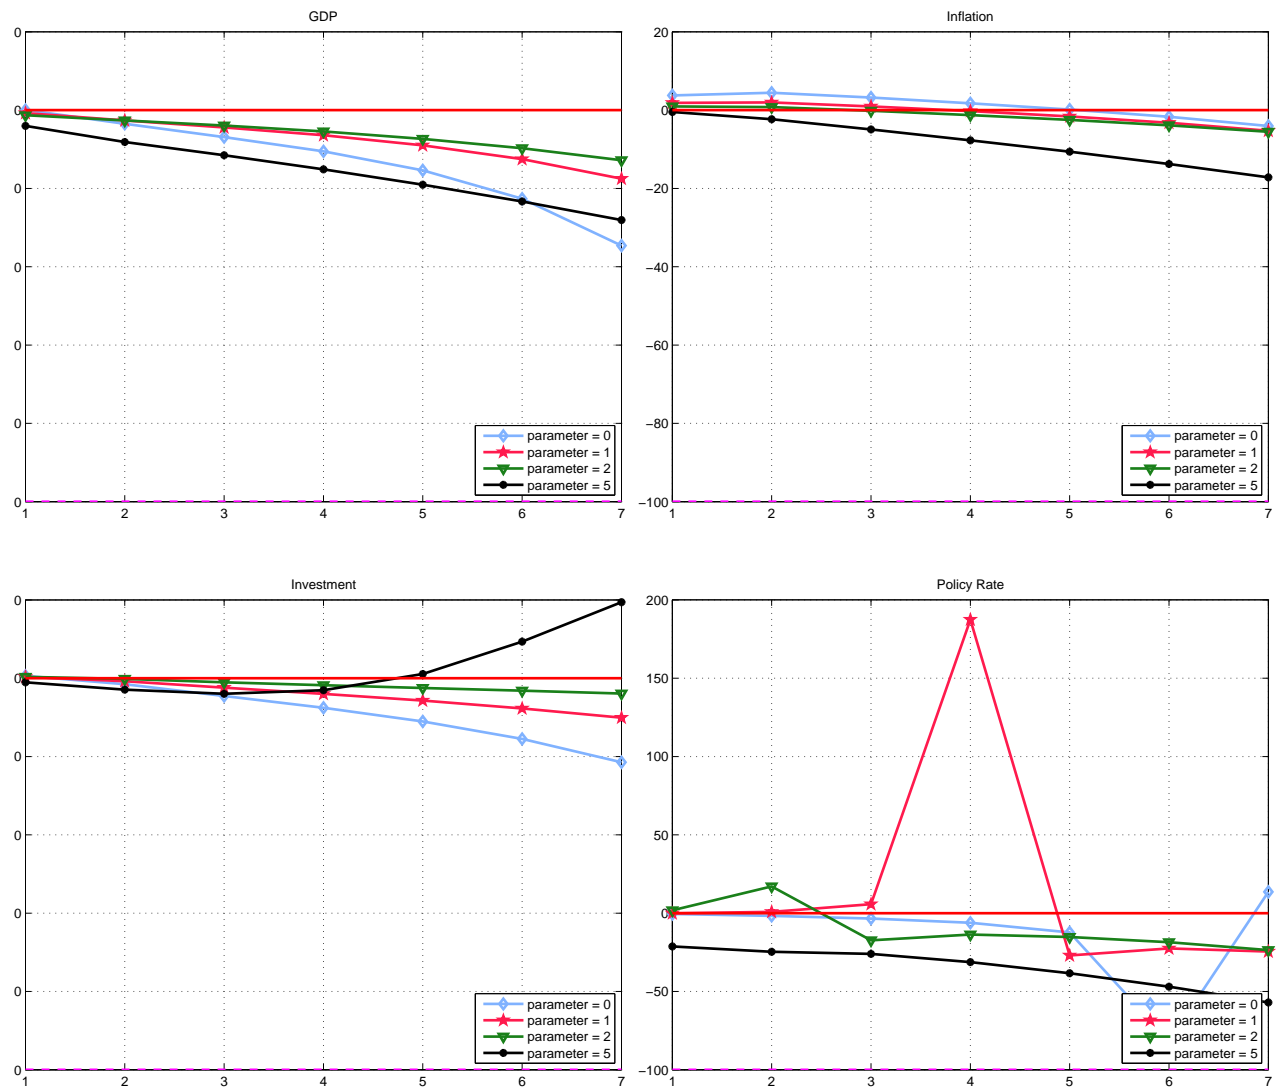 GDP
0
0
0
0
0
0
0
1 2 3 4 5 6 7
parameter = 0
parameter = 1
parameter = 2
parameter = 5
Inflation
20
0
−20
−40
−60
−80
−100
1 2 3 4 5 6 7
parameter = 0
parameter = 1
parameter = 2
parameter = 5
Investment
0
0
0
0
0
0
0
1 2 3 4 5 6 7
parameter = 0
parameter = 1
parameter = 2
parameter = 5
Policy Rate
200
150
100
50
0
−50
−100
1 2 3 4 5 6 7
parameter = 0
parameter = 1
parameter = 2
parameter = 5